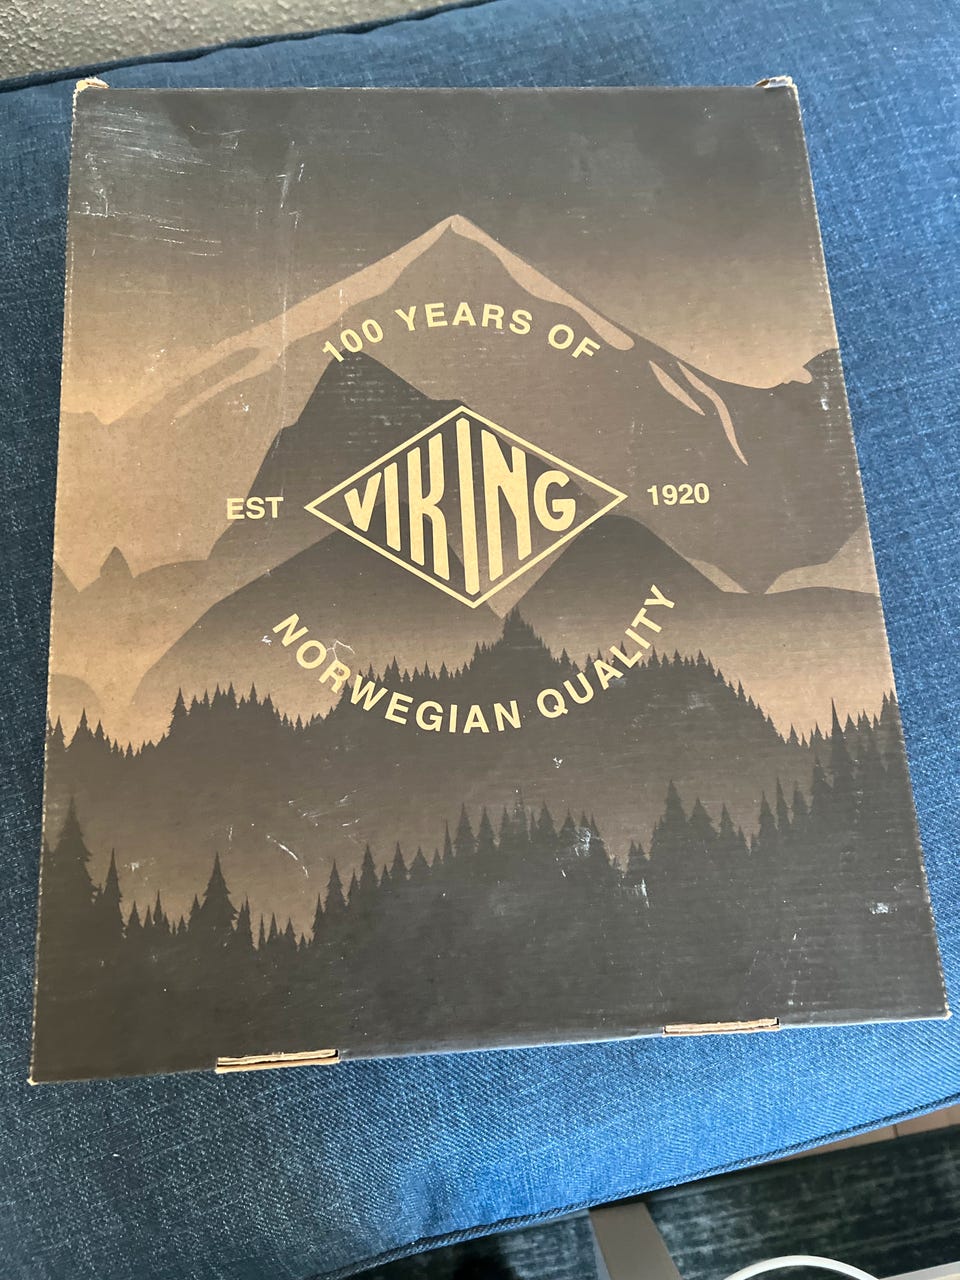 100 YEARS OF
EST VIKING 1920
NORWEGIAN QUALITY